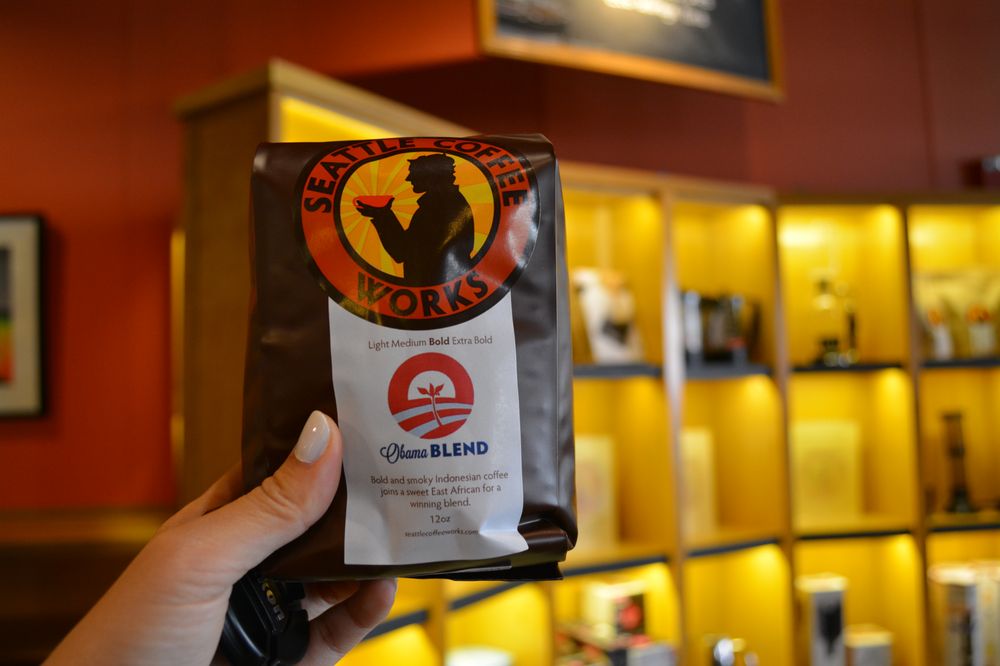 SEATTLE COFFEE
WORKS
Light Medium Bold Extra Bold
Obama BLEND
Bold and smoky Indonesian coffee
joins a sweet East African for a
winning blend.
12oz
seattlecoffeeworks.com